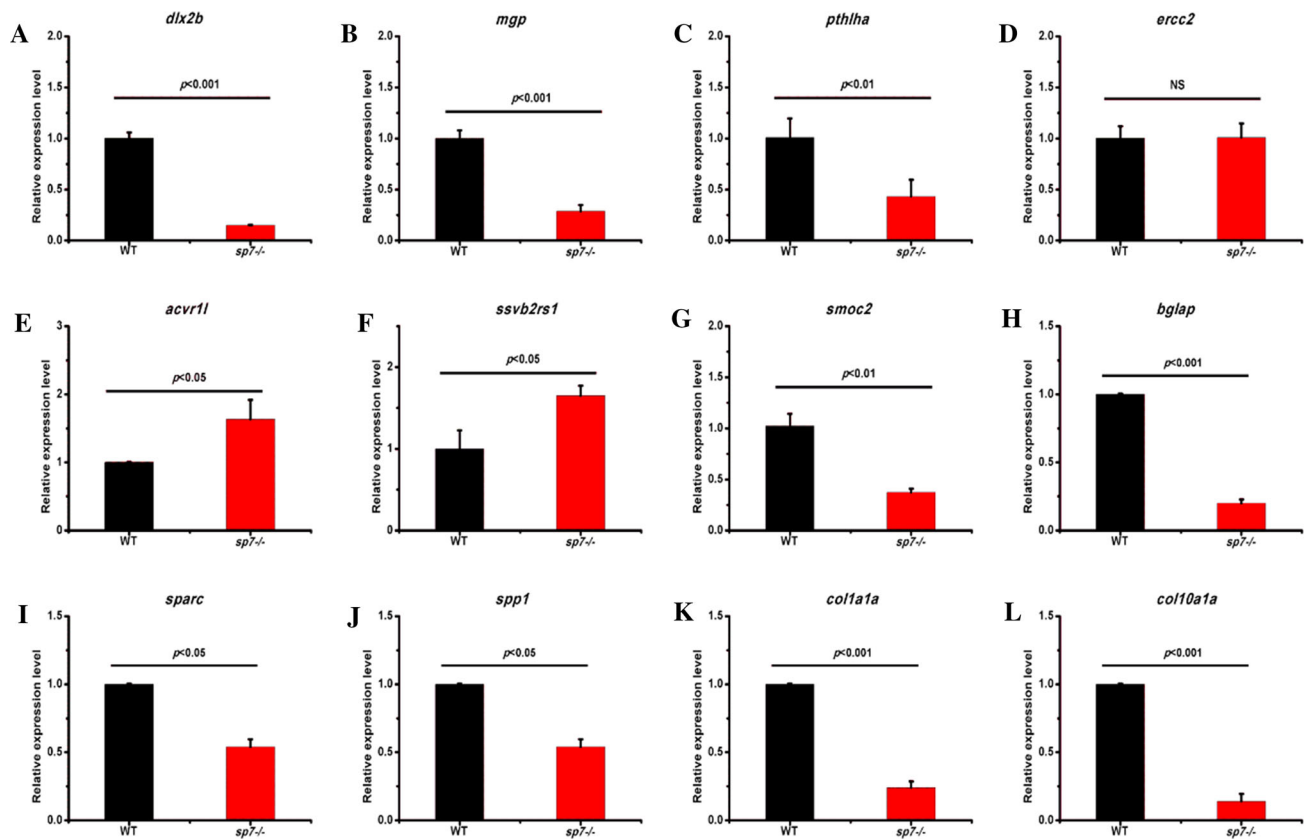 A
dlx2b
Relative expression level
2.0
1.5
1.0
0.5
0.0
p<0.001
WT
sp7-/-
B
mgp
Relative expression level
2.0
1.5
1.0
0.5
0.0
p<0.001
WT
sp7-/-
C
pthlha
Relative expression level
2.0
1.5
1.0
0.5
0.0
p<0.01
WT
sp7-/-
D
ercc2
Relative expression level
2.0
1.5
1.0
0.5
0.0
NS
WT
sp7-/-
E
acvr1l
Relative expression level
3
2
1
0
p<0.05
WT
sp7-/-
F
ssvb2rs1
Relative expression level
2
1
0
p<0.05
WT
sp7-/-
G
smoc2
Relative expression level
2.0
1.5
1.0
0.5
0.0
p<0.01
WT
sp7-/-
H
bglap
Relative expression level
1.5
1.0
0.5
0.0
p<0.001
WT
sp7-/-
I
sparc
Relative expression level
1.5
1.0
0.5
0.0
p<0.05
WT
sp7-/-
J
spp1
Relative expression level
1.5
1.0
0.5
0.0
p<0.05
WT
sp7-/-
K
col1a1a
Relative expression level
1.5
1.0
0.5
0.0
p<0.001
WT
sp7-/-
L
col10a1a
Relative expression level
1.5
1.0
0.5
0.0
p<0.001
WT
sp7-/-